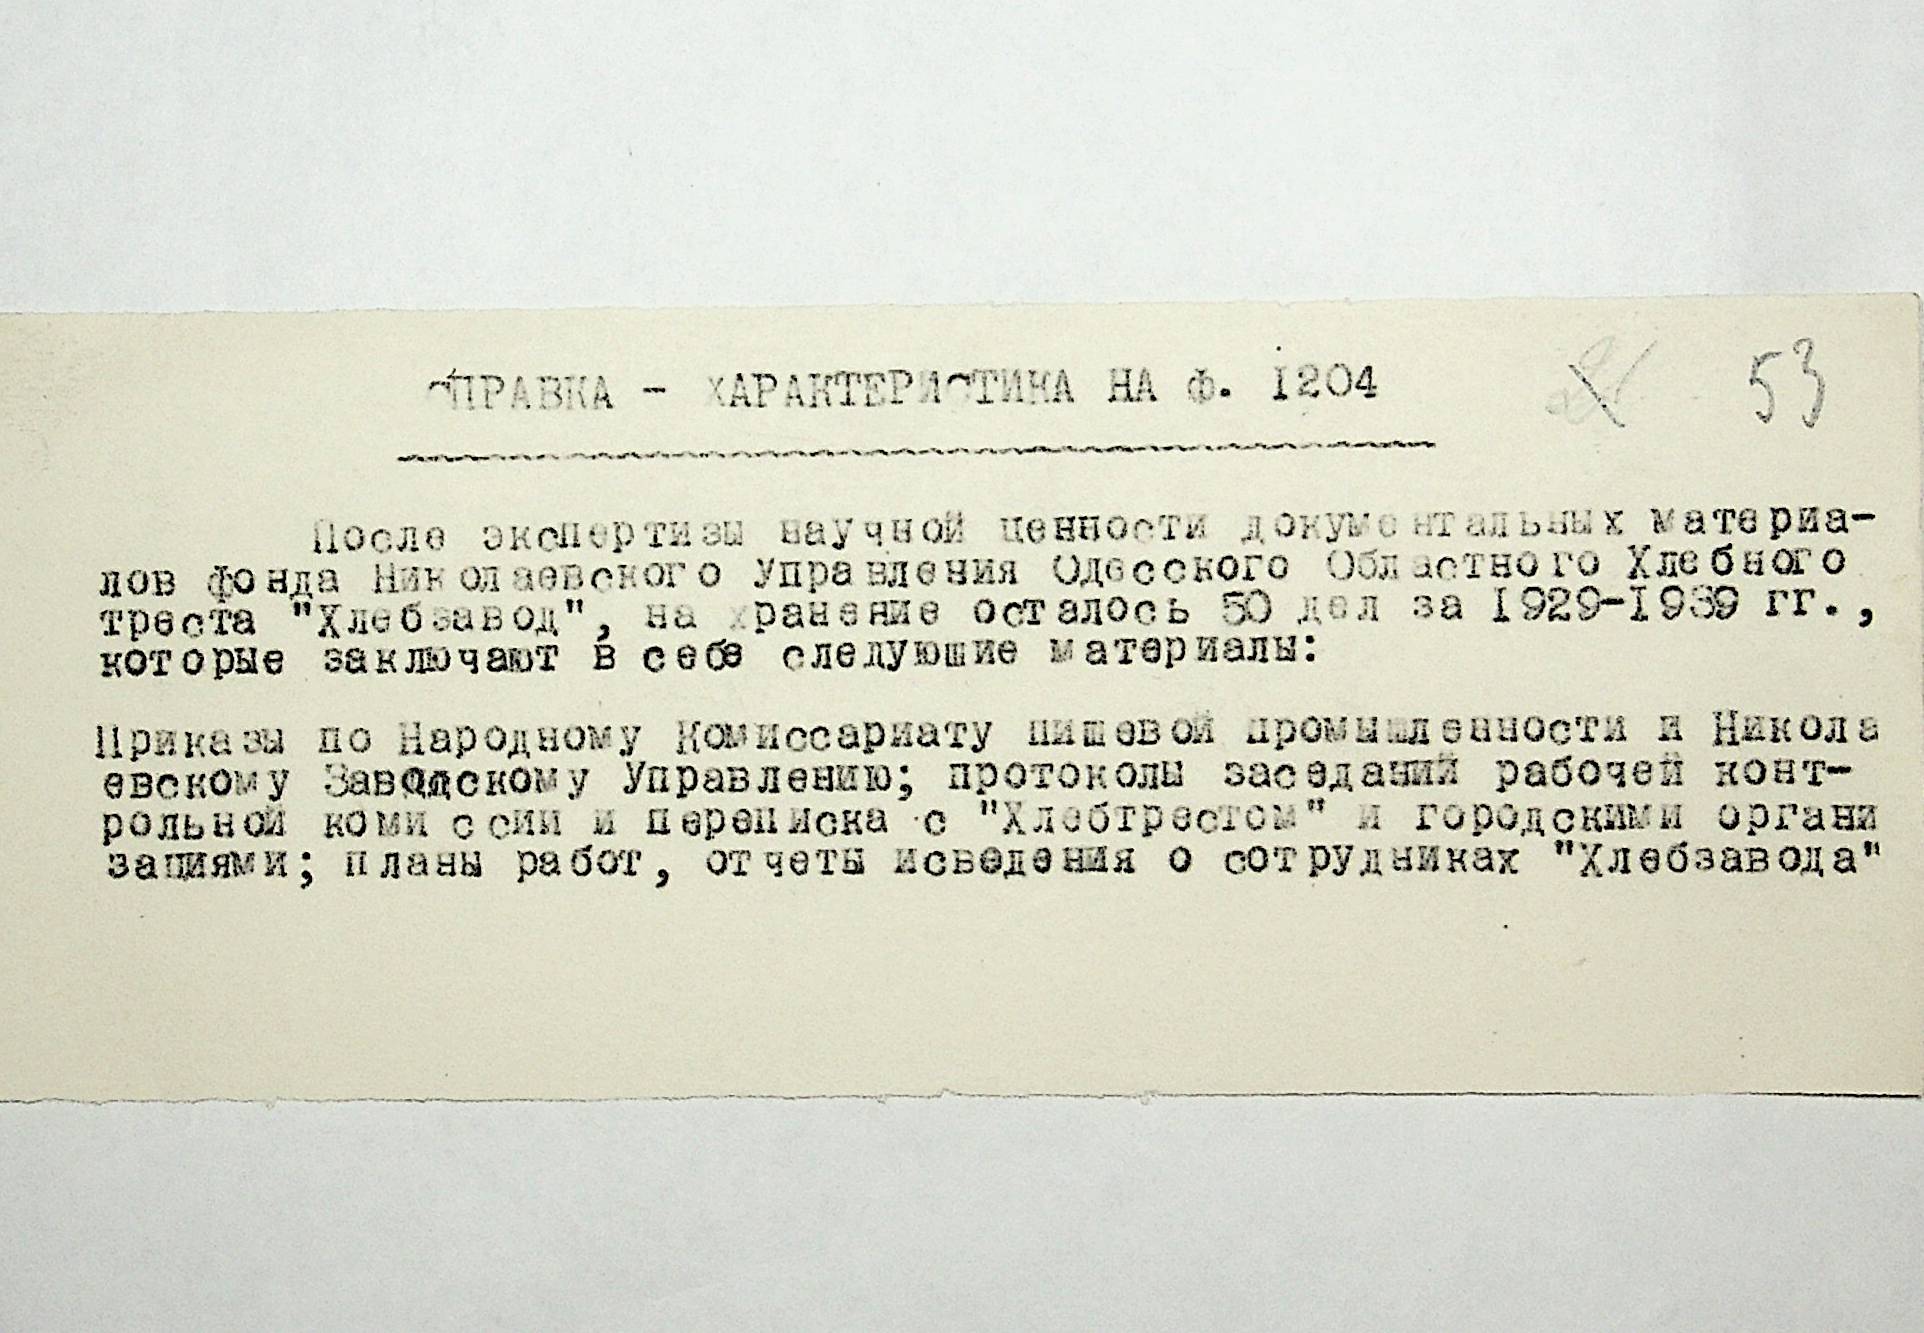 СПРАВКА - ХАРАКТЕРИСТИКА НА Ф. 1204
53
После экспертизы научной ценности документальных материа-
лов фонда Николаевского Управления Одесского Областного Хлебного
треста "Хлебзавод", на хранение осталось 50 дел за 1929-1939 гг.,
которые заключают в себе следующие материалы:
Приказы по Народному Комиссариату пищевой промышленности и Никола
евскому Заводскому Управлению; протоколы заседаний рабочей конт-
рольной комиссии и переписка с "Хлебтрестом" и городскими органи
зациями; планы работ, отчеты исведения о сотрудниках "Хлебзавода"